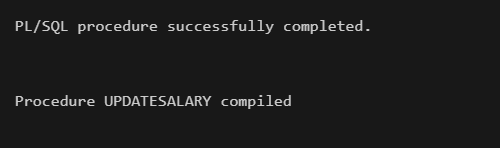 PL/SQL procedure successfully completed.
Procedure UPDATESALARY compiled